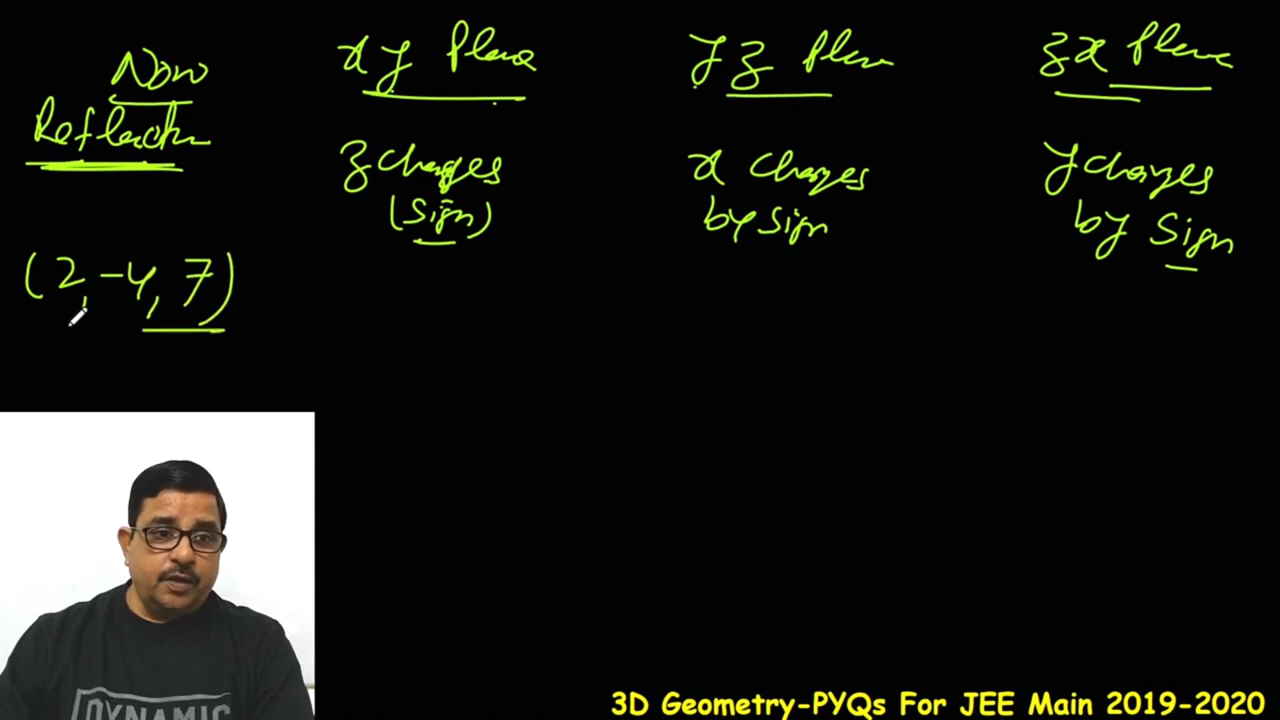 Now
Reflection
(2, -4, 7)
xy Plane
z changes
(sign)
yz Plane
x changes
by sign
zx Plane
y changes
by sign
DYNAMIC
3D Geometry-PYQs For JEE Main 2019-2020